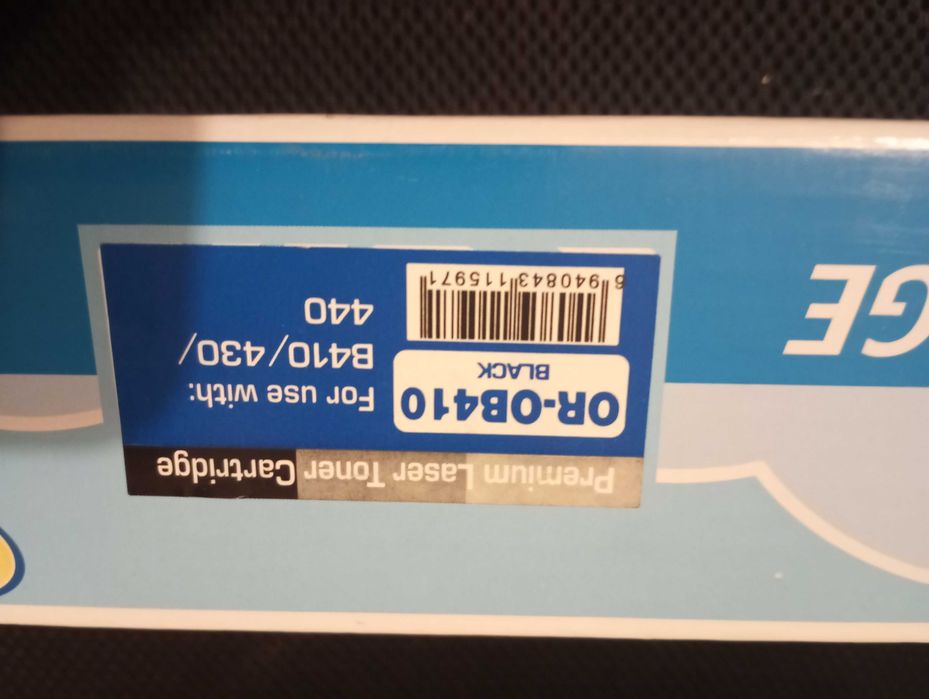 Premium Laser Toner Cartridge
OR-OB410
BLACK
6 940843 115971
For use with:
B410/430/
440
GE